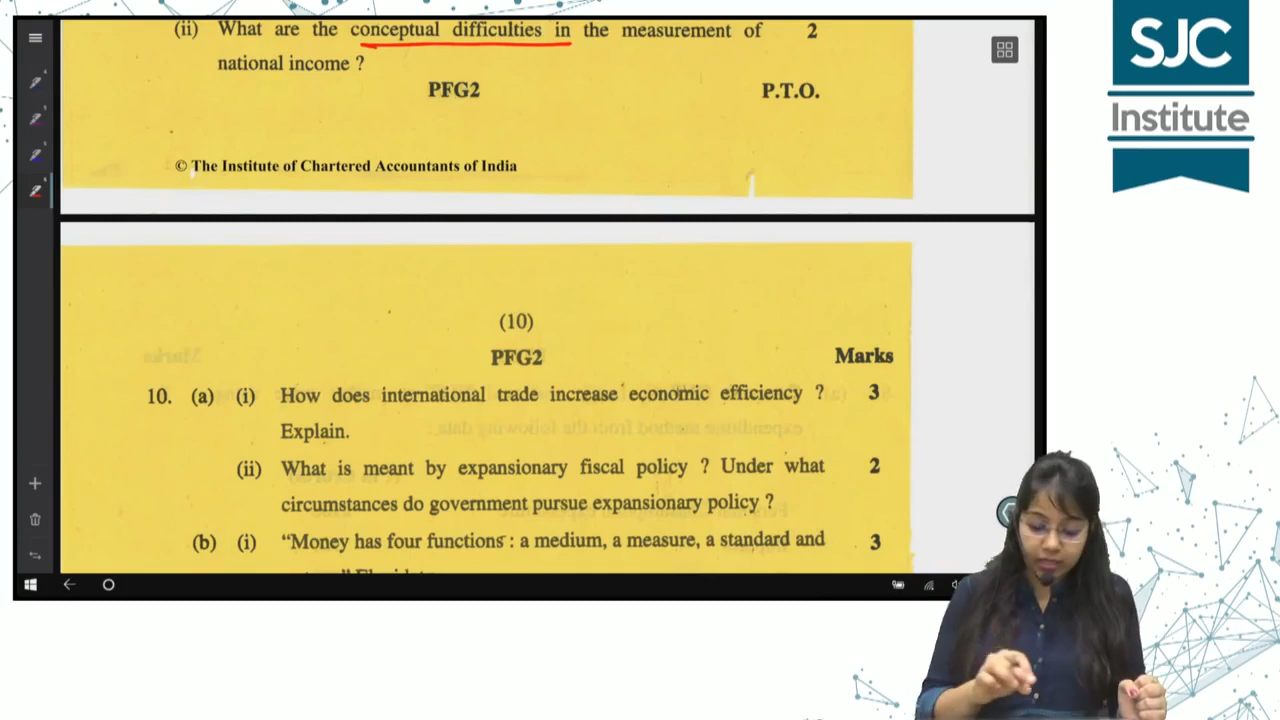 (ii) What are the conceptual difficulties in the measurement of 2
national income ?
PFG2 P.T.O.
© The Institute of Chartered Accountants of India
(10)
PFG2 Marks
10. (a) (i) How does international trade increase economic efficiency ? 3
Explain.
(ii) What is meant by expansionary fiscal policy ? Under what 2
circumstances do government pursue expansionary policy ?
(b) (i) “Money has four functions : a medium, a measure, a standard and 3
SJC
Institute